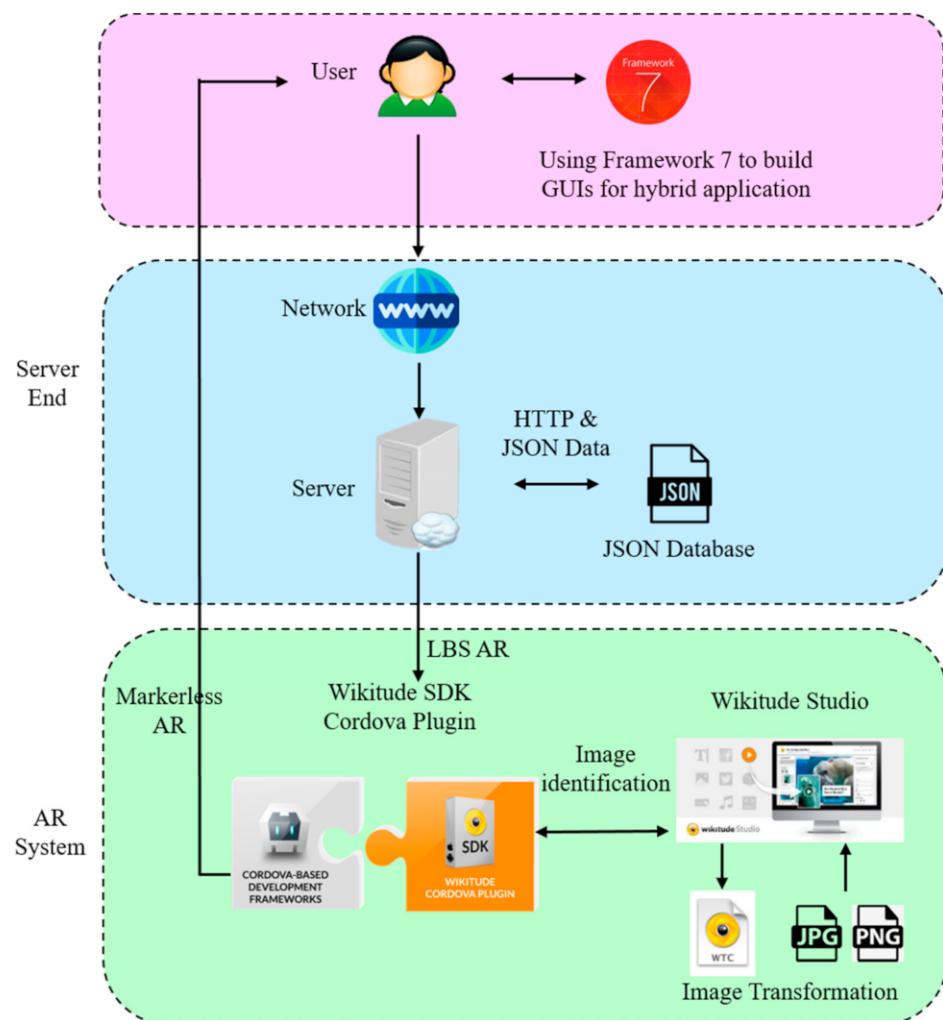 User
Framework
7
Using Framework 7 to build
GUIs for hybrid application
Network
WWW
Server
End
HTTP &
JSON Data
Server
JSON
JSON Database
LBS AR
Markerless
AR
Wikitude SDK
Cordova Plugin
Wikitude Studio
Image
identification
AR
System
CORDOVA-BASED
DEVELOPMENT
FRAMEWORKS
SDK
WIKITUDE
CORDOVA PLUGIN
wikitude Studio
WTC
JPG
PNG
Image Transformation